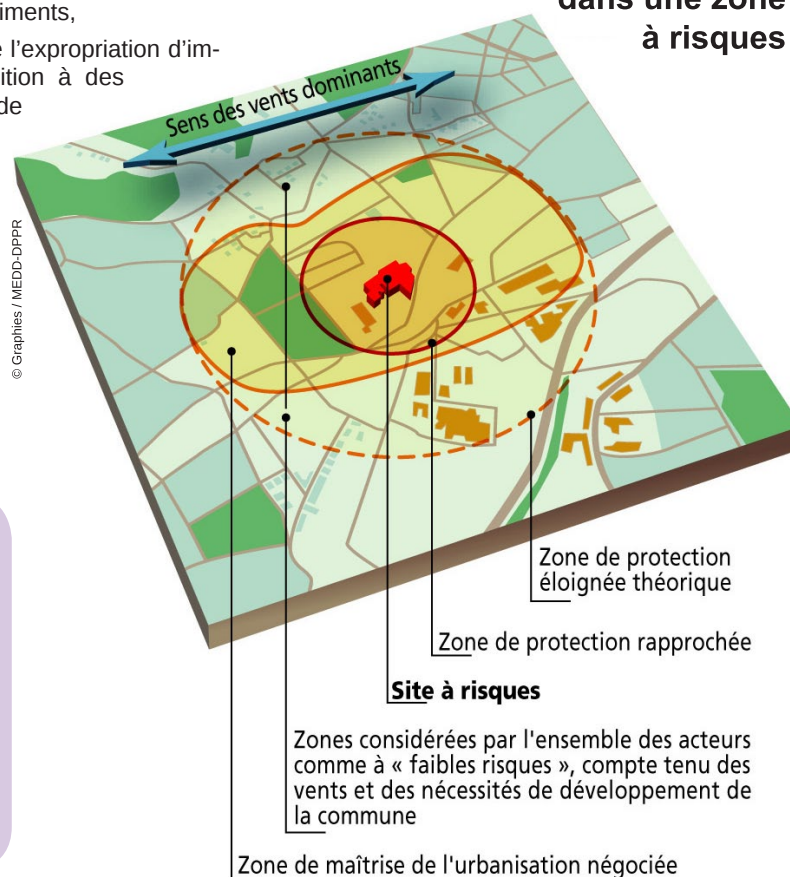 iments,
e l'expropriation d'im-
ition à des
de
dans une zone
à risques
Sens des vents dominants
© Graphies / MEDD-DPPR
Zone de protection
éloignée théorique
Zone de protection rapprochée
Site à risques
Zones considérées par l'ensemble des acteurs
comme à « faibles risques », compte tenu des
vents et des nécessités de développement de
la commune
Zone de maîtrise de l'urbanisation négociée